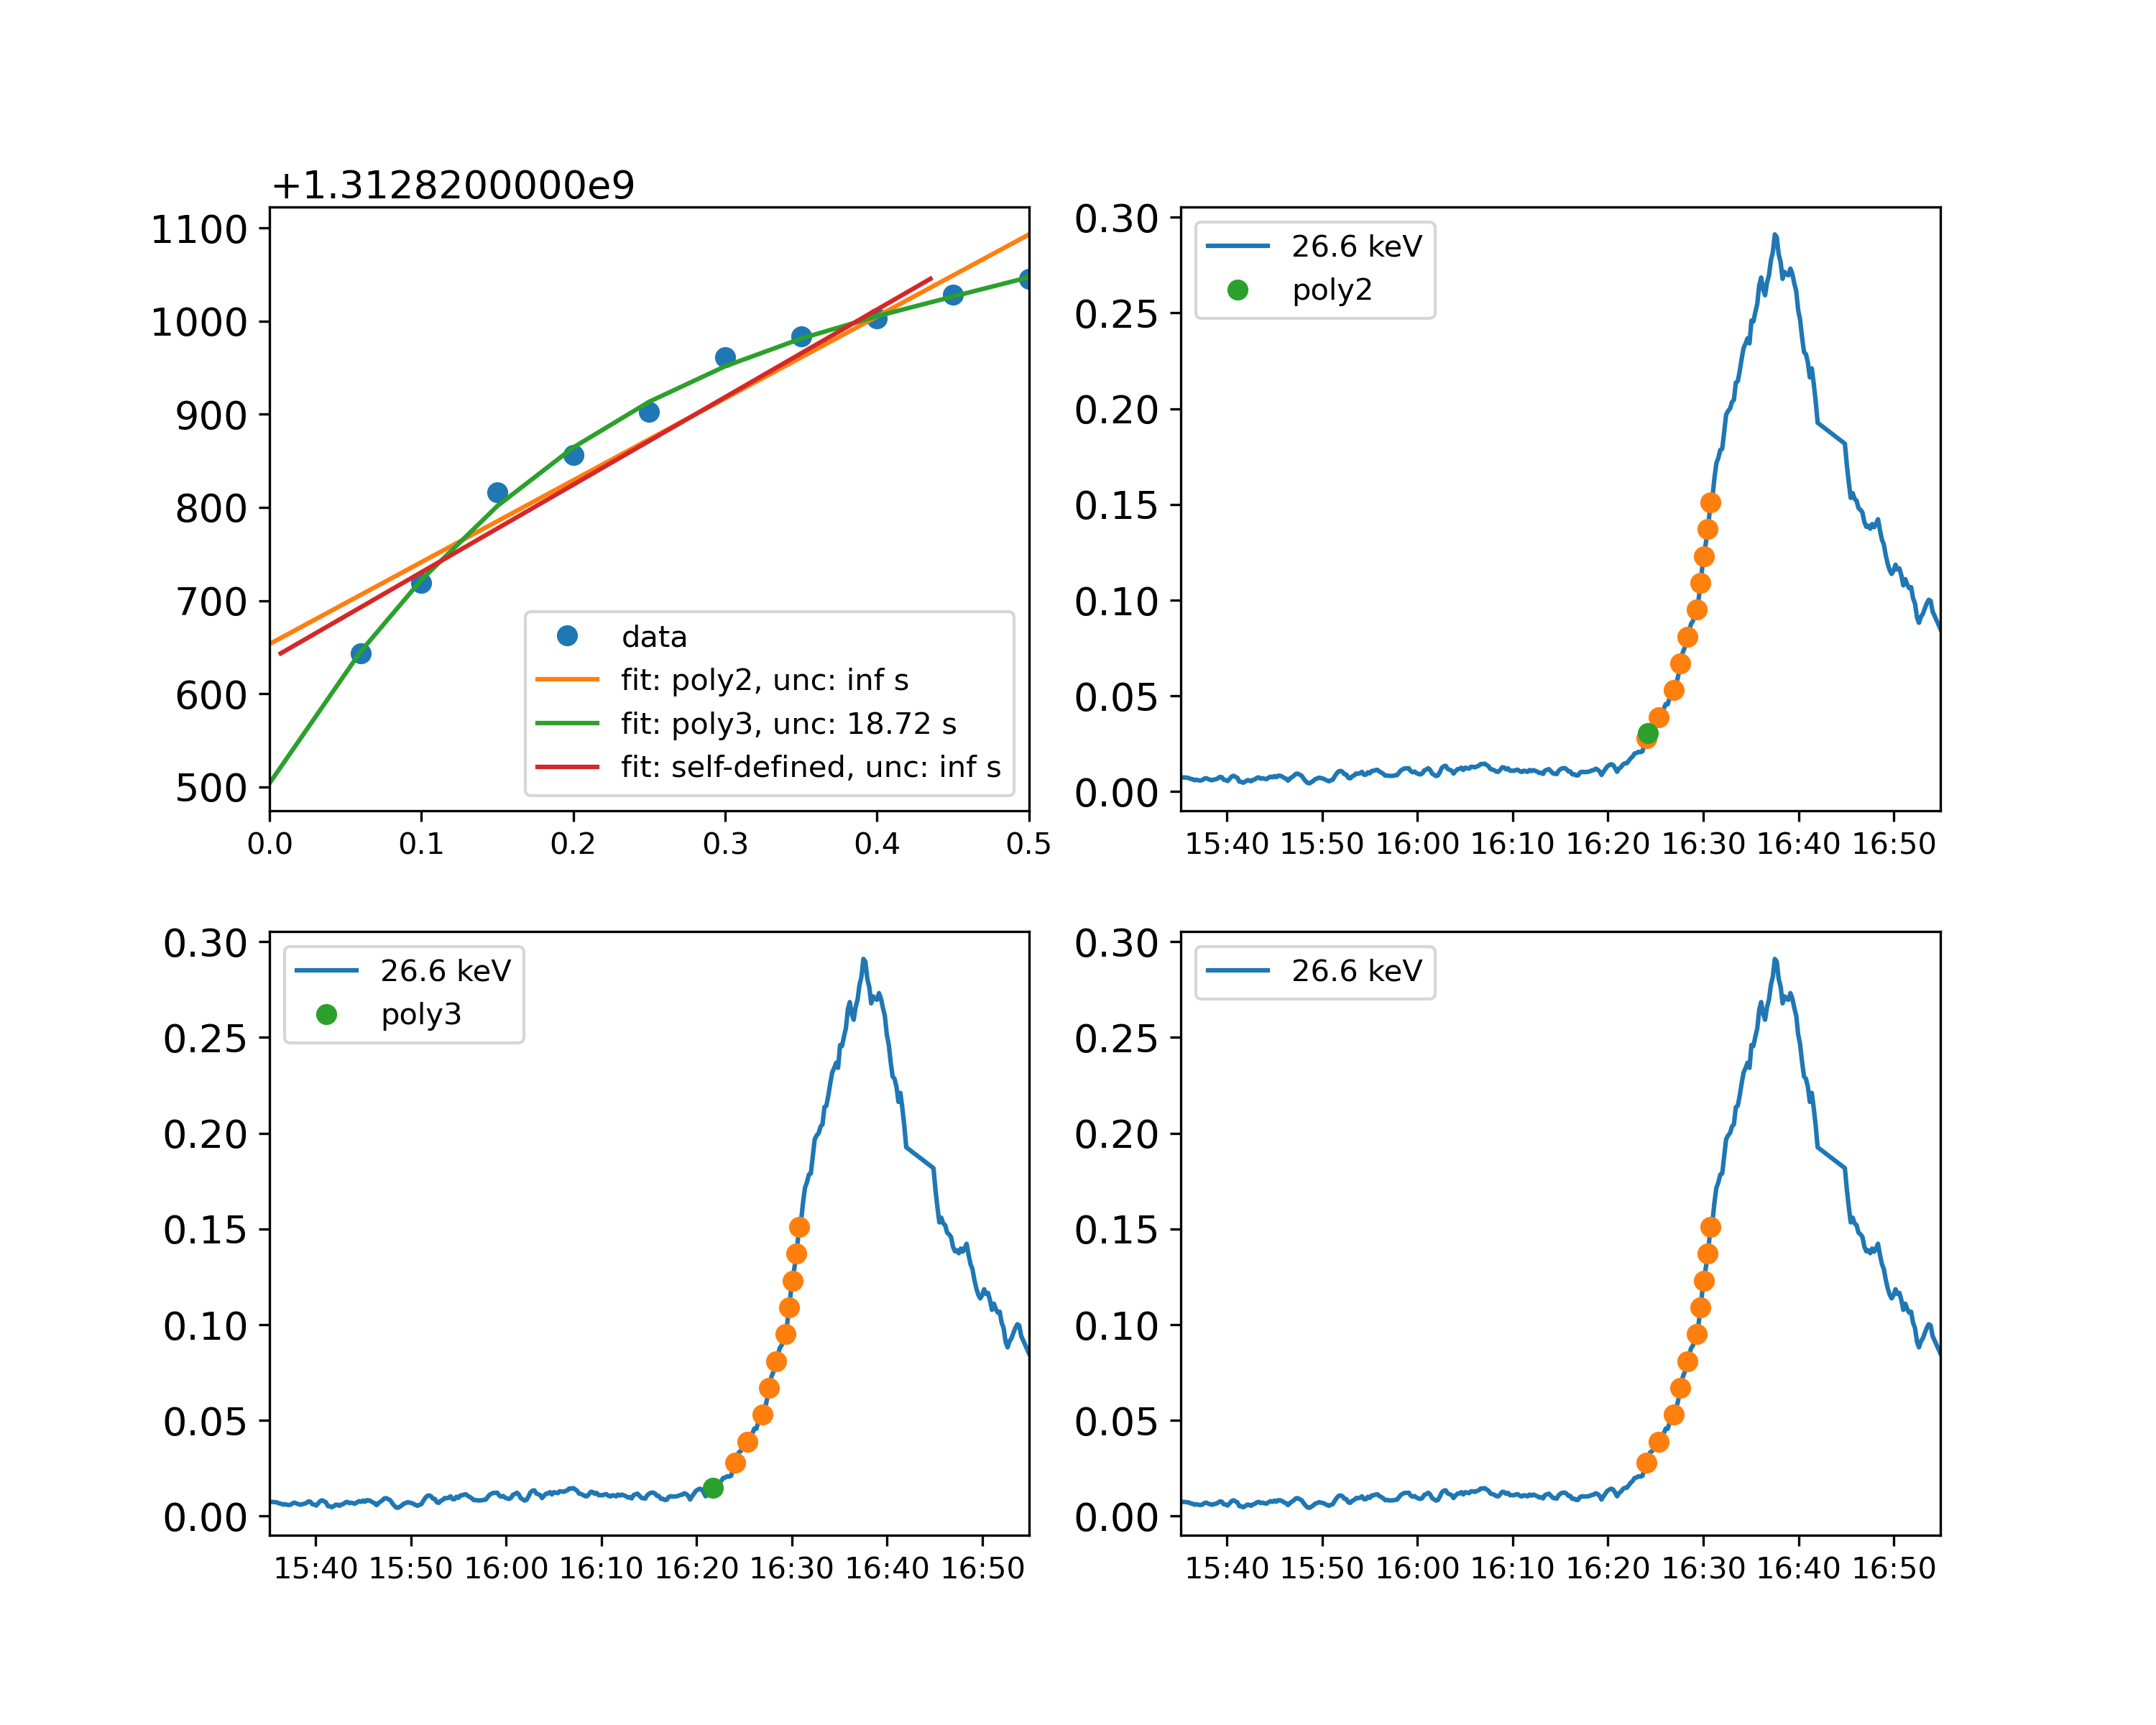 +1.3128200000e9
1100
1000
900
800
700
600
500
0.0 0.1 0.2 0.3 0.4 0.5
data
fit: poly2, unc: inf s
fit: poly3, unc: 18.72 s
fit: self-defined, unc: inf s
0.30
0.25
0.20
0.15
0.10
0.05
0.00
15:40 15:50 16:00 16:10 16:20 16:30 16:40 16:50
26.6 keV
poly2
0.30
0.25
0.20
0.15
0.10
0.05
0.00
15:40 15:50 16:00 16:10 16:20 16:30 16:40 16:50
26.6 keV
poly3
0.30
0.25
0.20
0.15
0.10
0.05
0.00
15:40 15:50 16:00 16:10 16:20 16:30 16:40 16:50
26.6 keV